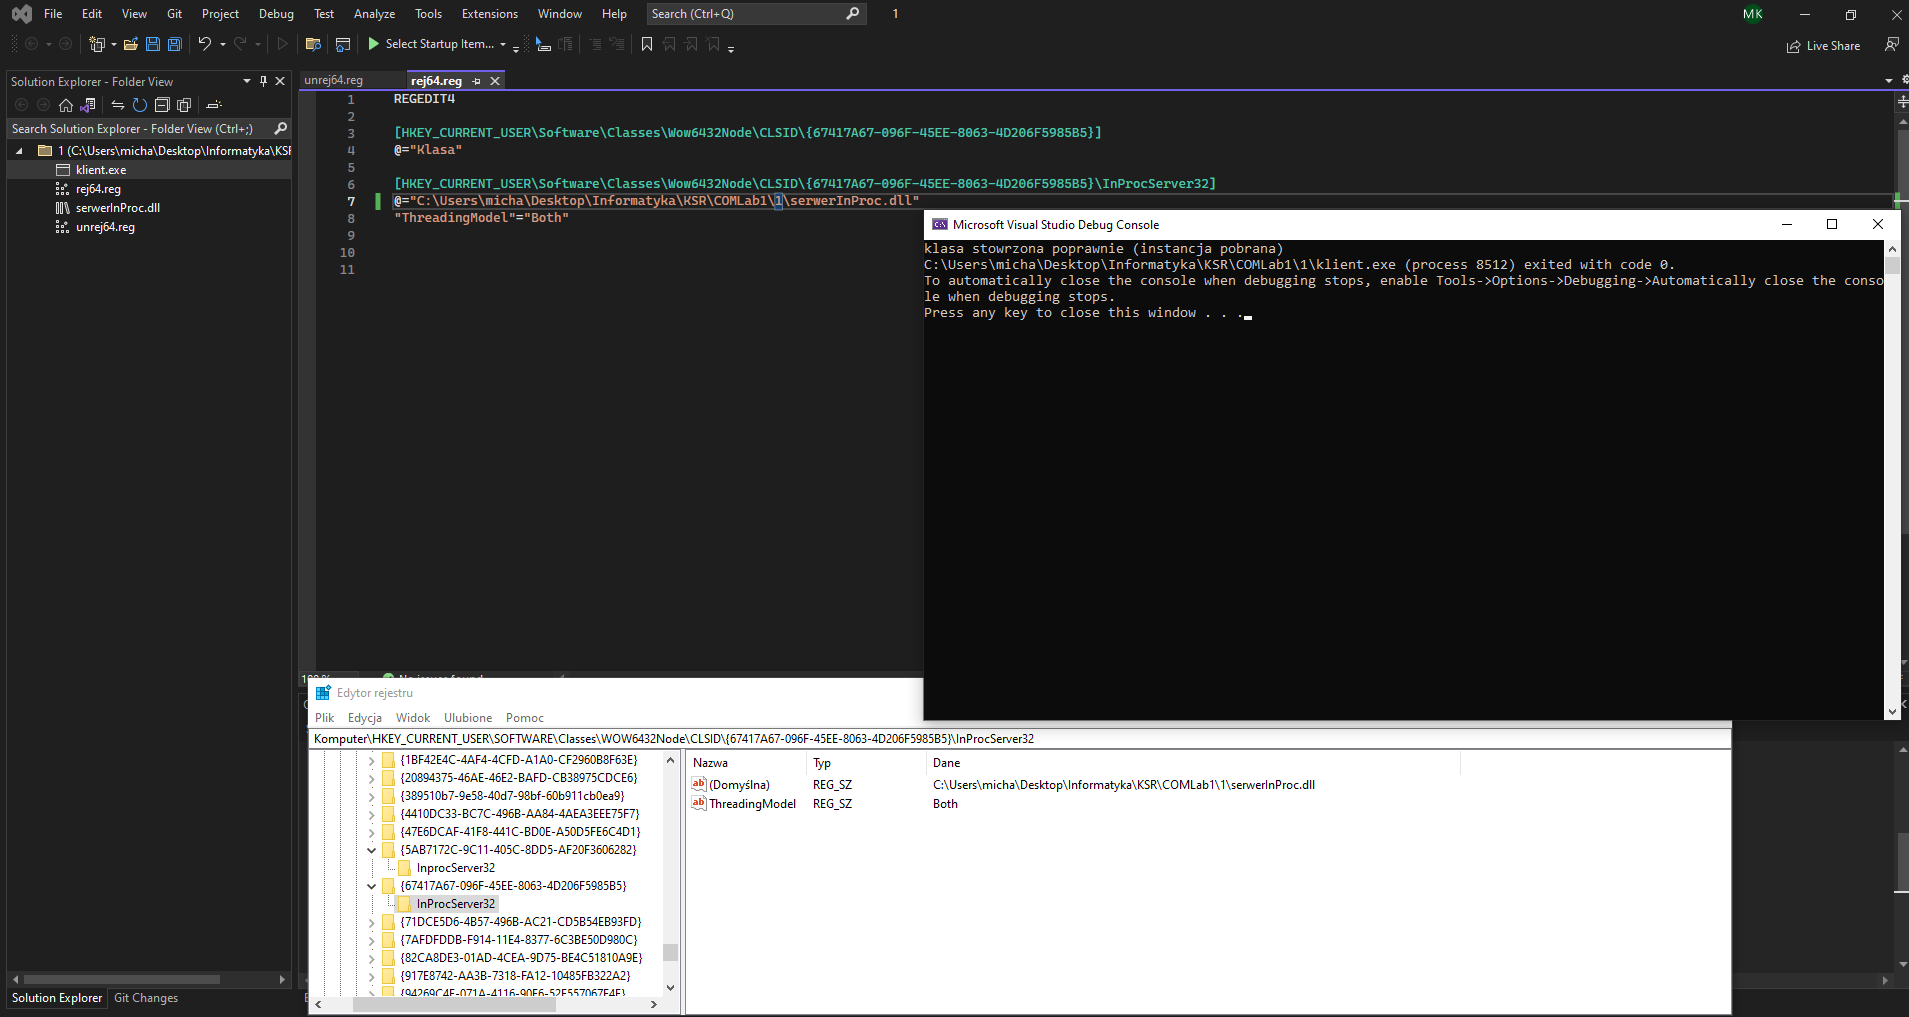 File Edit View Git Project Debug Test Analyze Tools Extensions Window Help Search (Ctrl+Q) 1 MK
Select Startup Item... Live Share
Solution Explorer - Folder View
Search Solution Explorer - Folder View (Ctrl+;)
1 (C:\Users\micha\Desktop\Informatyka\KSR
klient.exe
rej64.reg
serwerInProc.dll
unrej64.reg
Solution Explorer Git Changes
unrej64.reg rej64.reg
1 REGEDIT4
2
3 [HKEY_CURRENT_USER\Software\Classes\Wow6432Node\CLSID\{67417A67-096F-45EE-8063-4D206F5985B5}]
4 @="Klasa"
5
6 [HKEY_CURRENT_USER\Software\Classes\Wow6432Node\CLSID\{67417A67-096F-45EE-8063-4D206F5985B5}\InProcServer32]
7 @="C:\Users\micha\Desktop\Informatyka\KSR\COMLab1\1\serwerInProc.dll"
8 "ThreadingModel"="Both"
9
10
11
Microsoft Visual Studio Debug Console
klasa stowrzona poprawnie (instancja pobrana)
C:\Users\micha\Desktop\Informatyka\KSR\COMLab1\1\klient.exe (process 8512) exited with code 0.
To automatically close the console when debugging stops, enable Tools->Options->Debugging->Automatically close the conso
le when debugging stops.
Press any key to close this window . . .
Edytor rejestru
Plik Edycja Widok Ulubione Pomoc
Komputer\HKEY_CURRENT_USER\SOFTWARE\Classes\WOW6432Node\CLSID\{67417A67-096F-45EE-8063-4D206F5985B5}\InProcServer32
{1BF42E4C-4AF4-4CFD-A1A0-CF2960B8F63E}
{20894375-46AE-46E2-BAFD-CB38975CDCE6}
{389510b7-9e58-40d7-98bf-60b911cb0ea9}
{4410DC33-BC7C-496B-AA84-4AEA3EEE75F7}
{47E6DCAF-41F8-441C-BD0E-A50D5FE6C4D1}
{5AB7172C-9C11-405C-8DD5-AF20F3606282}
InprocServer32
{67417A67-096F-45EE-8063-4D206F5985B5}
InProcServer32
{71DCE5D6-4B57-496B-AC21-CD5B54EB93FD}
{7AFDFDDB-F914-11E4-8377-6C3BE50D980C}
{82CA8DE3-01AD-4CEA-9D75-BE4C51810A9E}
{917E8742-AA3B-7318-FA12-10485FB322A2}
Nazwa Typ Dane
(Domyślna) REG_SZ C:\Users\micha\Desktop\Informatyka\KSR\COMLab1\1\serwerInProc.dll
ThreadingModel REG_SZ Both